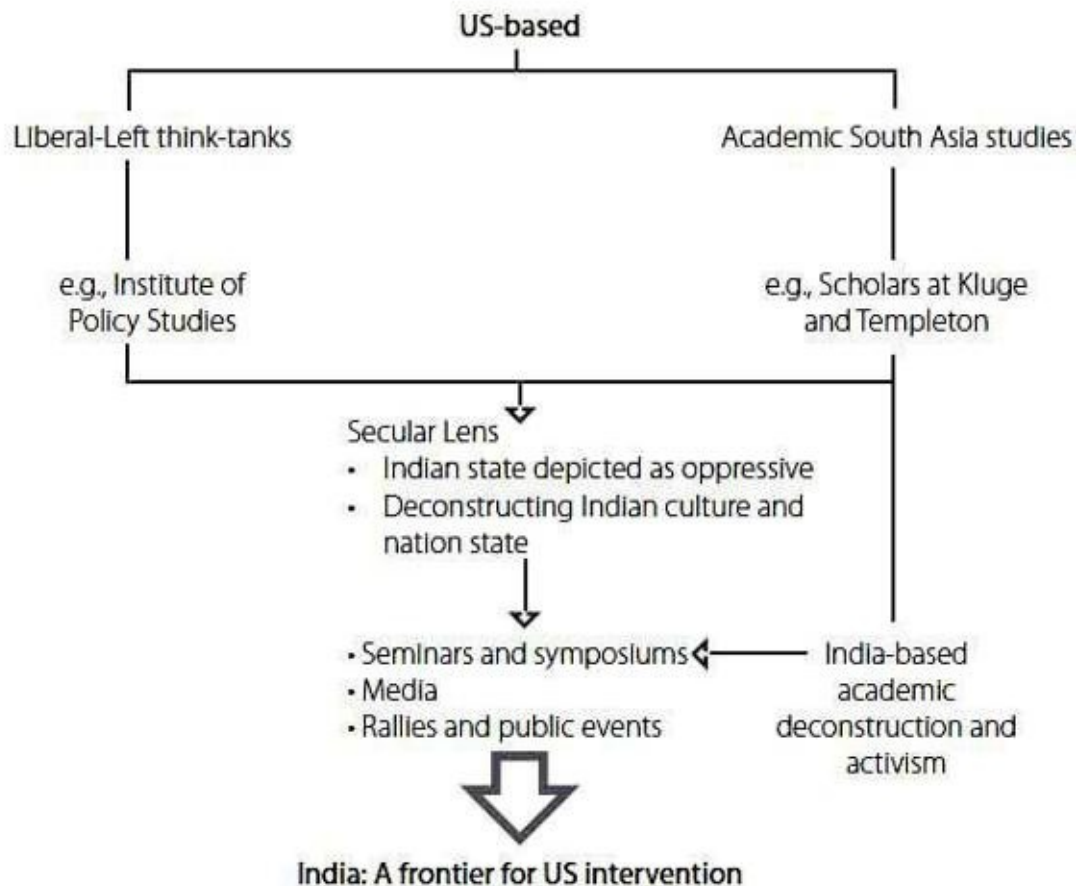 US-based
Liberal-Left think-tanks
Academic South Asia studies
e.g., Institute of
Policy Studies
e.g., Scholars at Kluge
and Templeton
Secular Lens
• Indian state depicted as oppressive
• Deconstructing Indian culture and
nation state
• Seminars and symposiums
• Media
• Rallies and public events
India-based
academic
deconstruction and
activism
India: A frontier for US intervention